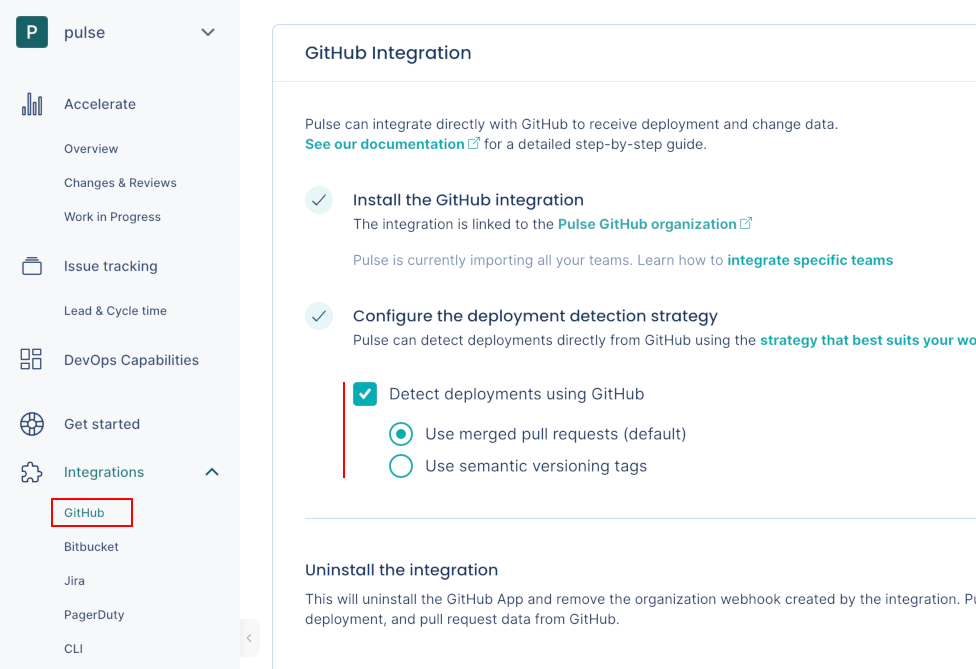 P pulse
Accelerate
Overview
Changes & Reviews
Work in Progress
Issue tracking
Lead & Cycle time
DevOps Capabilities
Get started
Integrations
GitHub
Bitbucket
Jira
PagerDuty
CLI
GitHub Integration
Pulse can integrate directly with GitHub to receive deployment and change data.
See our documentation for a detailed step-by-step guide.
Install the GitHub integration
The integration is linked to the Pulse GitHub organization
Pulse is currently importing all your teams. Learn how to integrate specific teams
Configure the deployment detection strategy
Pulse can detect deployments directly from GitHub using the strategy that best suits your
Detect deployments using GitHub
Use merged pull requests (default)
Use semantic versioning tags
Uninstall the integration
This will uninstall the GitHub App and remove the organization webhook created by the integration.
deployment, and pull request data from GitHub.